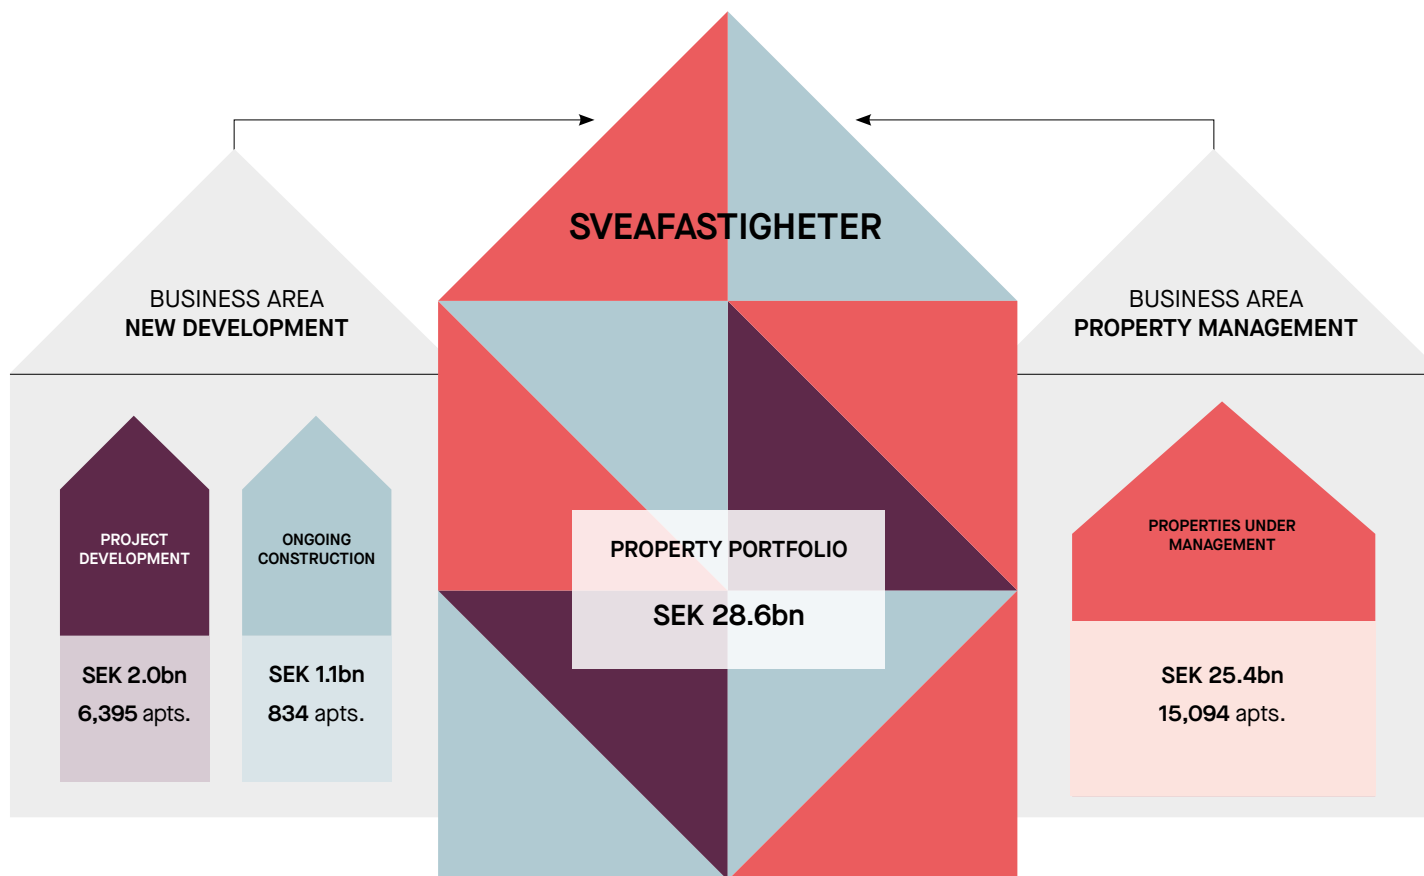 SVEAFASTIGHETER
BUSINESS AREA
NEW DEVELOPMENT
PROJECT
DEVELOPMENT
SEK 2.0bn
6,395 apts.
ONGOING
CONSTRUCTION
SEK 1.1bn
834 apts.
PROPERTY PORTFOLIO
SEK 28.6bn
BUSINESS AREA
PROPERTY MANAGEMENT
PROPERTIES UNDER
MANAGEMENT
SEK 25.4bn
15,094 apts.